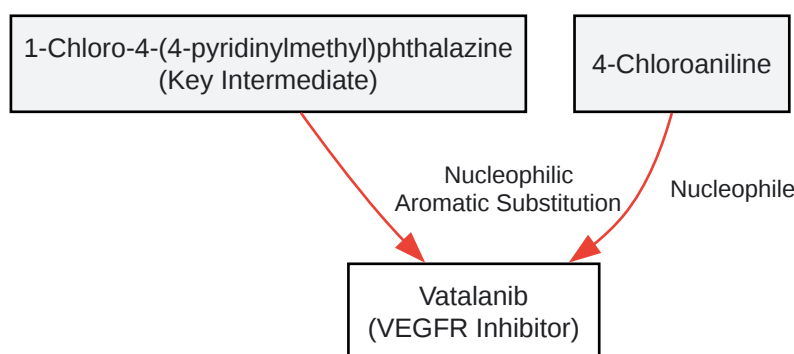 1-Chloro-4-(4-pyridinylmethyl)phthalazine
(Key Intermediate)
4-Chloroaniline
Nucleophilic
Aromatic Substitution
Nucleophile
Vatalanib
(VEGFR Inhibitor)